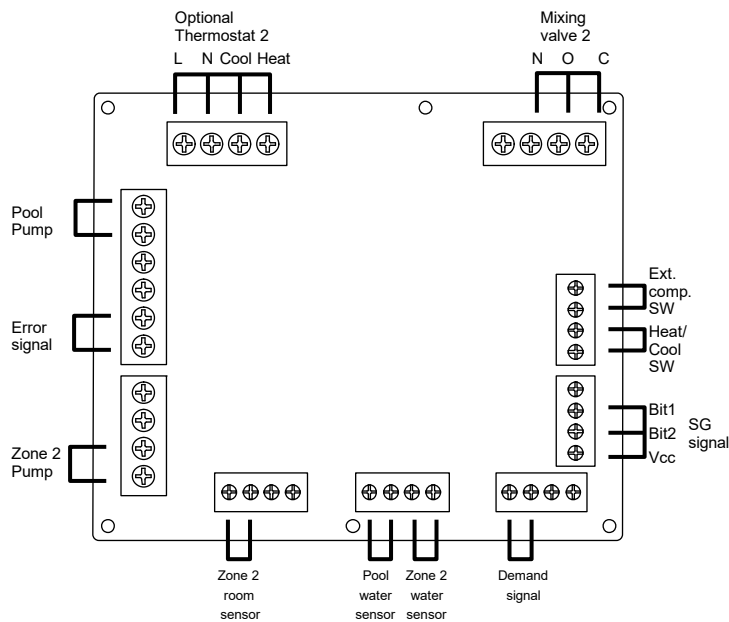 Optional
Thermostat 2
L N Cool Heat
Mixing
valve 2
N O C
Pool
Pump
Error
signal
Zone 2
Pump
Ext.
comp.
SW
Heat/
Cool
SW
Bit1
Bit2
Vcc
SG
signal
Zone 2
room
sensor
Pool
water
sensor
Zone 2
water
sensor
Demand
signal